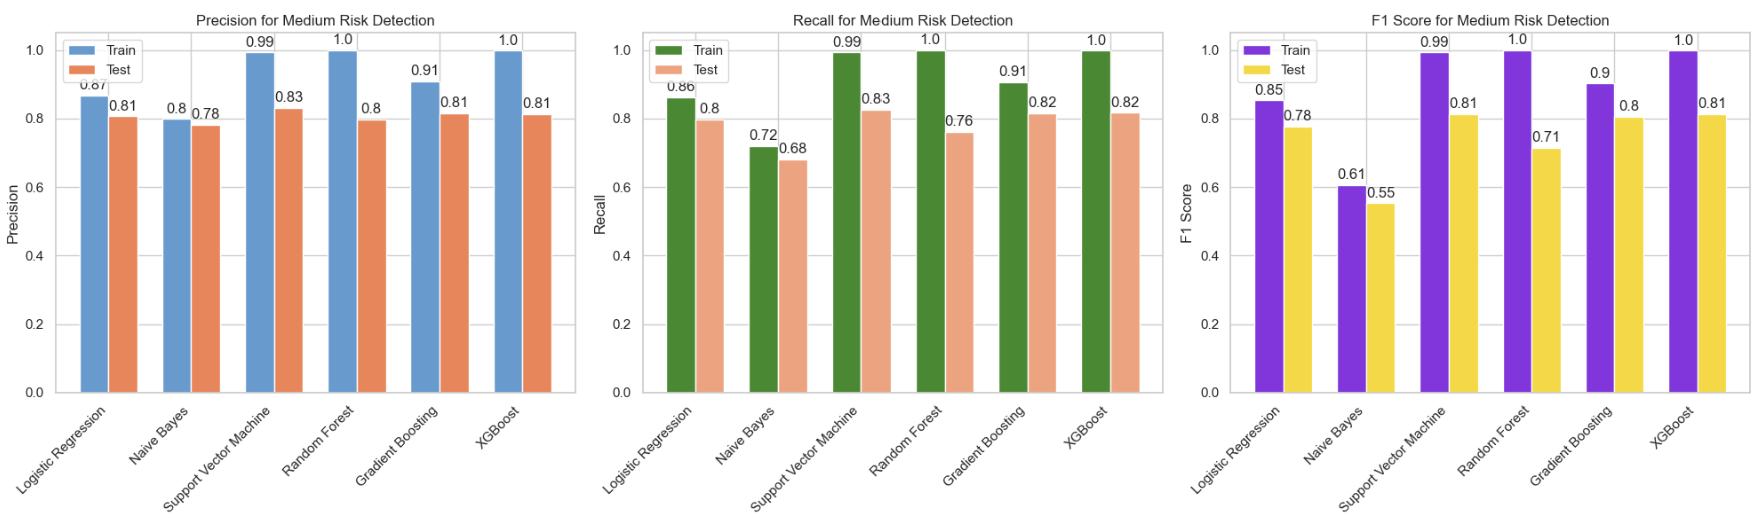 Precision for Medium Risk Detection
Precision
1.0
0.8
0.6
0.4
0.2
0.0
Train
Test
0.87
0.81
0.8
0.78
0.99
0.83
1.0
0.8
0.91
0.81
1.0
0.81
Logistic Regression
Naive Bayes
Support Vector Machine
Random Forest
Gradient Boosting
XGBoost
Recall for Medium Risk Detection
Recall
1.0
0.8
0.6
0.4
0.2
0.0
Train
Test
0.86
0.8
0.72
0.68
0.99
0.83
1.0
0.76
0.91
0.82
1.0
0.82
Logistic Regression
Naive Bayes
Support Vector Machine
Random Forest
Gradient Boosting
XGBoost
F1 Score for Medium Risk Detection
F1 Score
1.0
0.8
0.6
0.4
0.2
0.0
Train
Test
0.85
0.78
0.61
0.55
0.99
0.81
1.0
0.71
0.9
0.8
1.0
0.81
Logistic Regression
Naive Bayes
Support Vector Machine
Random Forest
Gradient Boosting
XGBoost